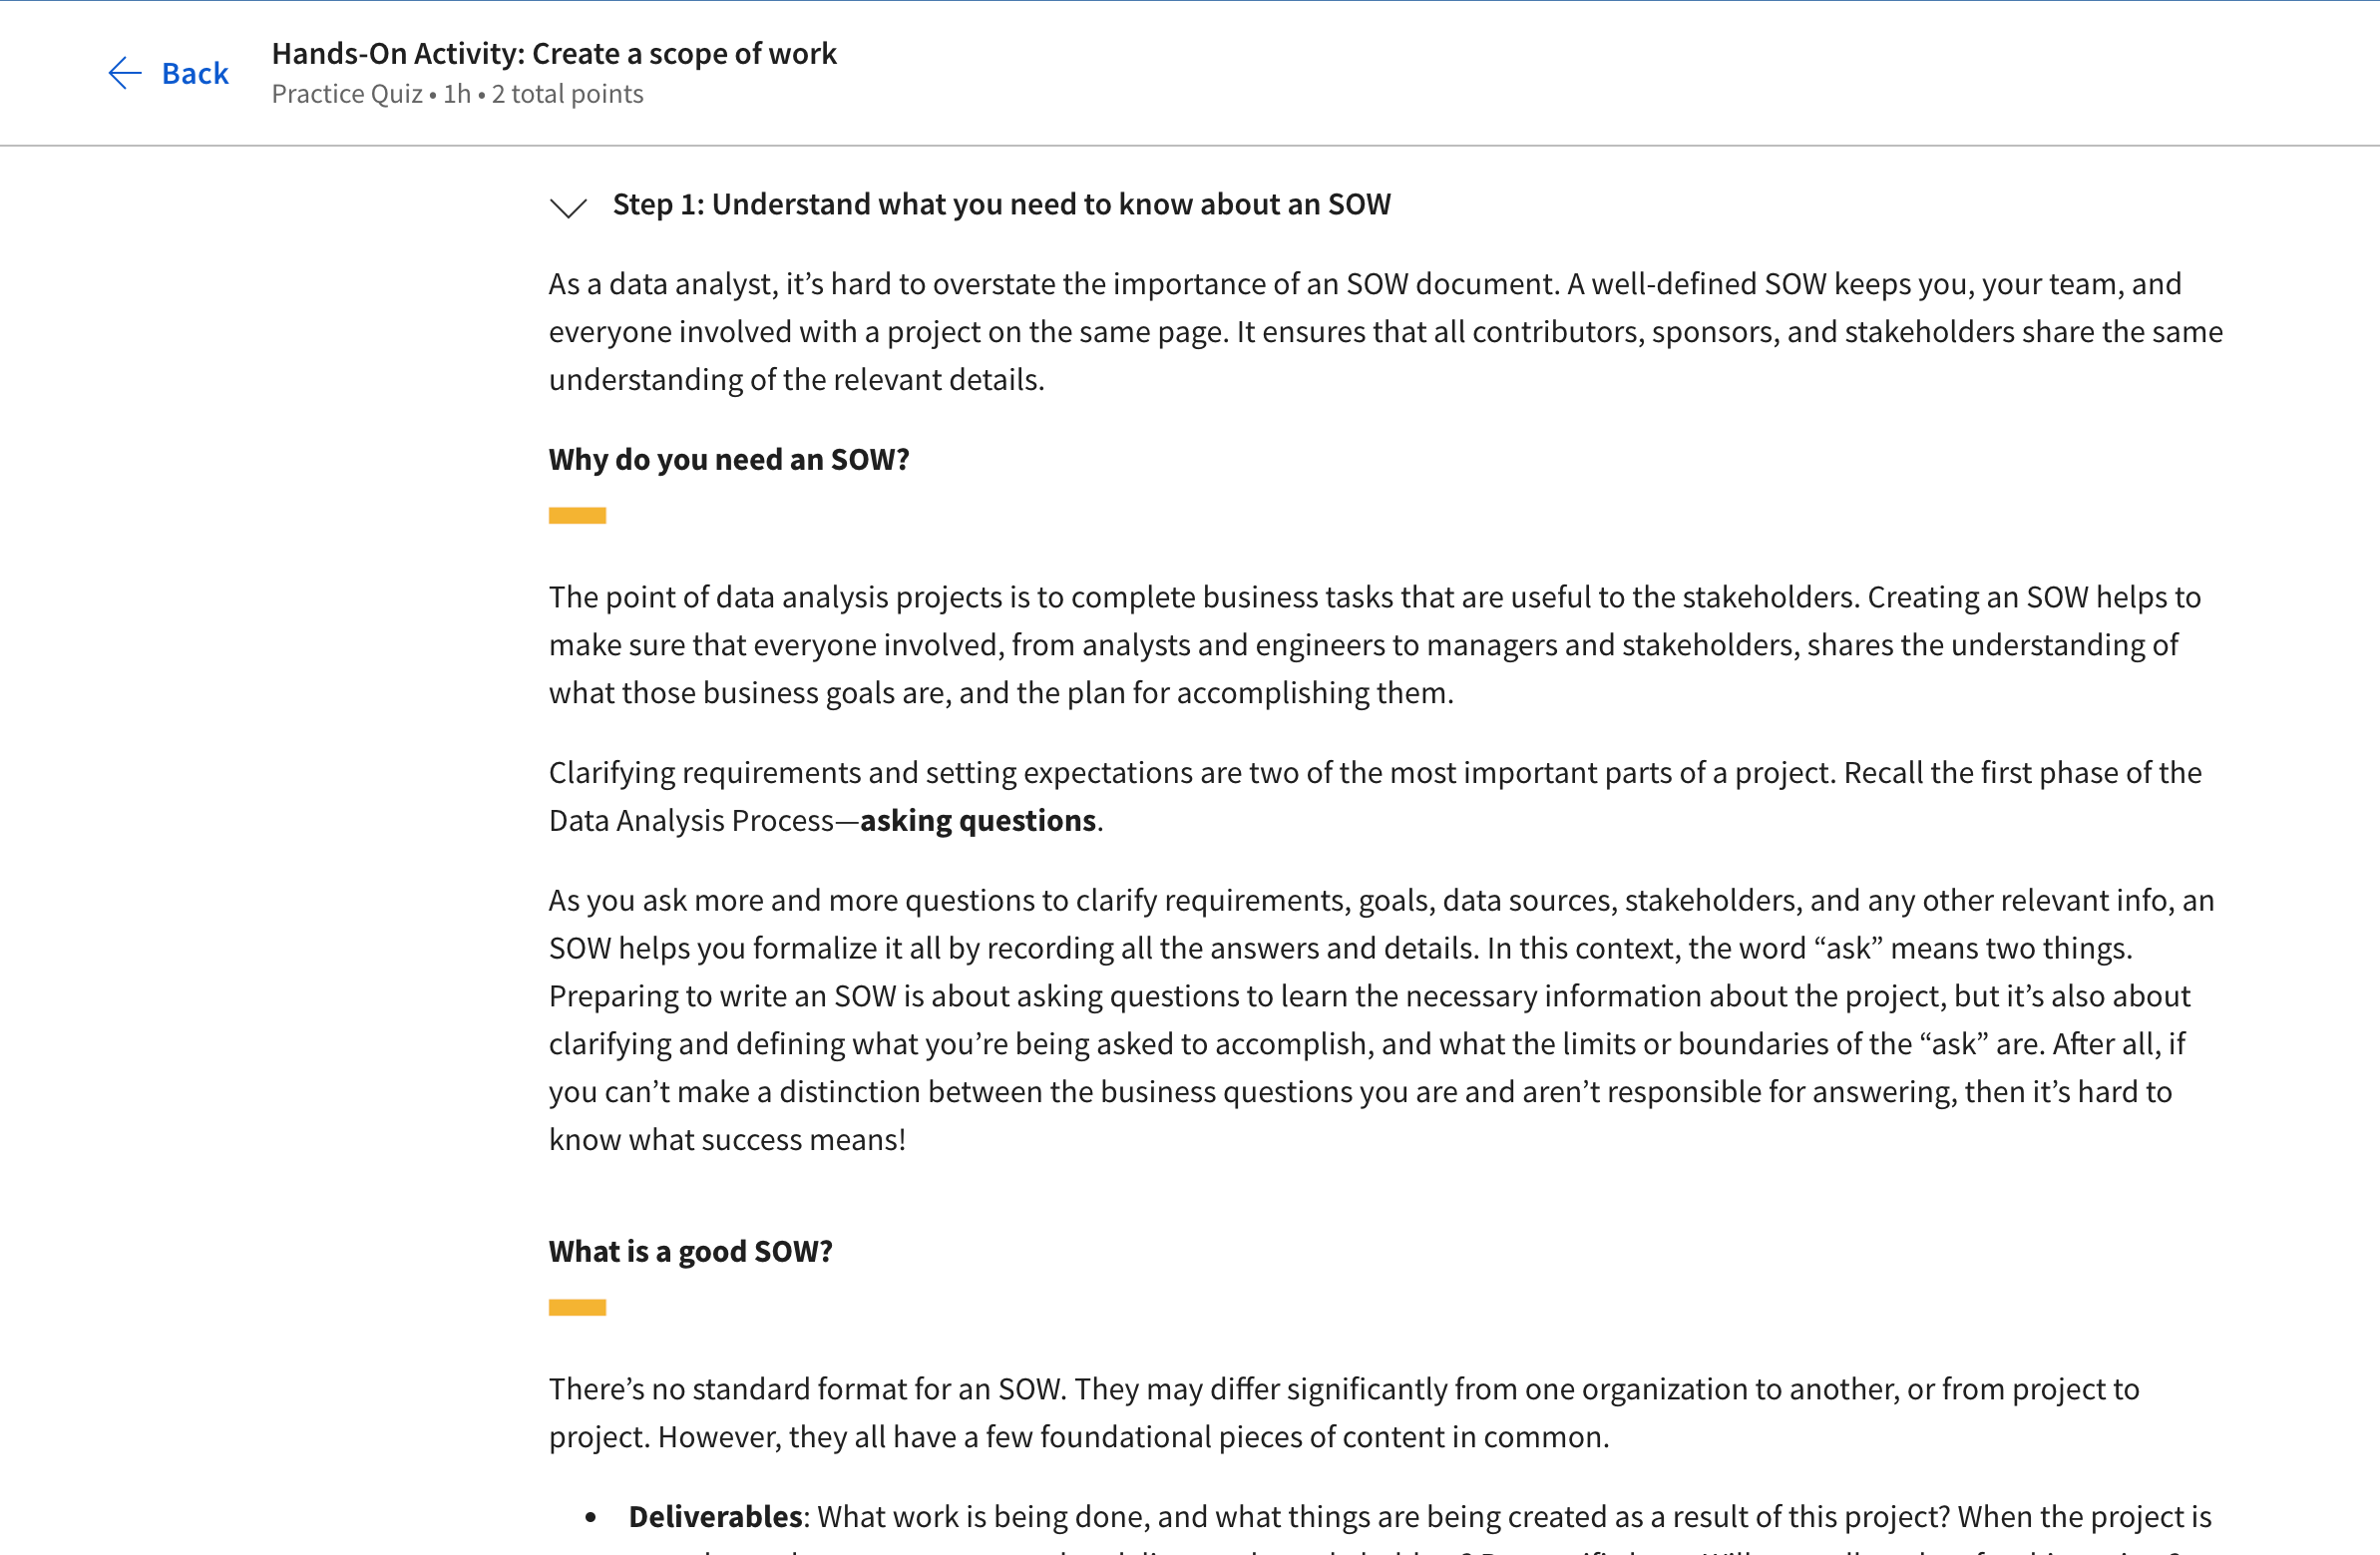 Back
Hands-On Activity: Create a scope of work
Practice Quiz • 1h • 2 total points
Step 1: Understand what you need to know about an SOW
As a data analyst, it’s hard to overstate the importance of an SOW document. A well-defined SOW keeps you, your team, and
everyone involved with a project on the same page. It ensures that all contributors, sponsors, and stakeholders share the same
understanding of the relevant details.
Why do you need an SOW?
The point of data analysis projects is to complete business tasks that are useful to the stakeholders. Creating an SOW helps to
make sure that everyone involved, from analysts and engineers to managers and stakeholders, shares the understanding of
what those business goals are, and the plan for accomplishing them.
Clarifying requirements and setting expectations are two of the most important parts of a project. Recall the first phase of the
Data Analysis Process—asking questions.
As you ask more and more questions to clarify requirements, goals, data sources, stakeholders, and any other relevant info, an
SOW helps you formalize it all by recording all the answers and details. In this context, the word “ask” means two things.
Preparing to write an SOW is about asking questions to learn the necessary information about the project, but it’s also about
clarifying and defining what you’re being asked to accomplish, and what the limits or boundaries of the “ask” are. After all, if
you can’t make a distinction between the business questions you are and aren’t responsible for answering, then it’s hard to
know what success means!
What is a good SOW?
There’s no standard format for an SOW. They may differ significantly from one organization to another, or from project to
project. However, they all have a few foundational pieces of content in common.
• Deliverables: What work is being done, and what things are being created as a result of this project? When the project is